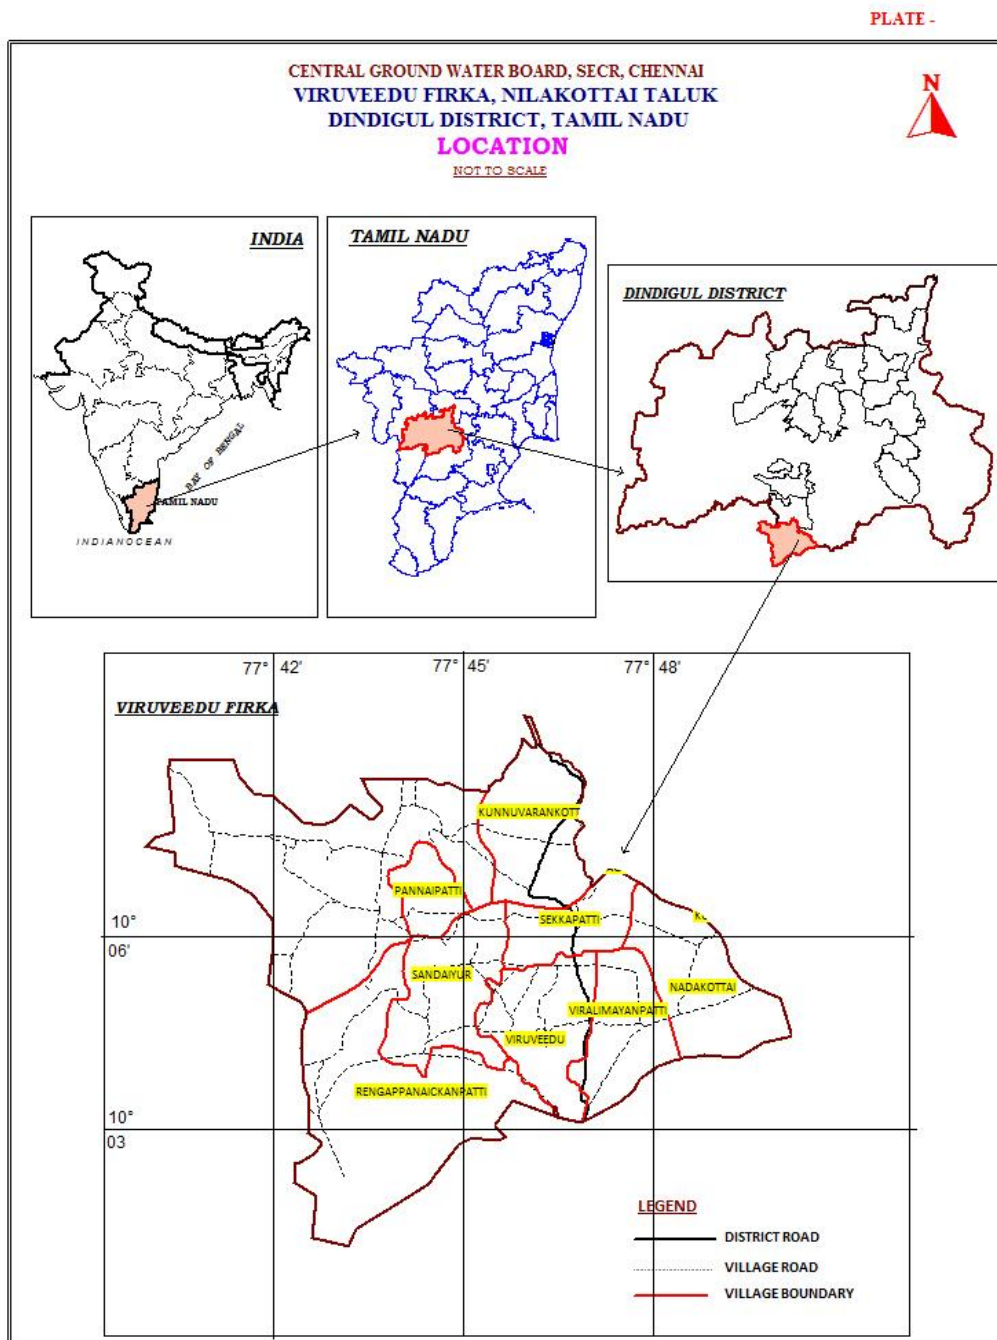 PLATE -
CENTRAL GROUND WATER BOARD, SECR, CHENNAI
VIRUVEEDU FIRKA, NILAKOTTAI TALUK
DINDIGUL DISTRICT, TAMIL NADU
LOCATION
NOT TO SCALE
N
INDIA
BAY OF BENGAL
TAMIL NADU
INDIANOCEAN
TAMIL NADU
DINDIGUL DISTRICT
77° 42' 77° 45' 77° 48'
VIRUVEEDU FIRKA
KUNNUVARANKOTT
PANNAIPATTI
SEKKAPATTI
10°
06'
SANDAIYUR
NADAKOTTAI
VIRALIMAYANPATTI
VIRUVEEDU
RENGAPPANAICKANPATTI
10°
03
LEGEND
DISTRICT ROAD
VILLAGE ROAD
VILLAGE BOUNDARY